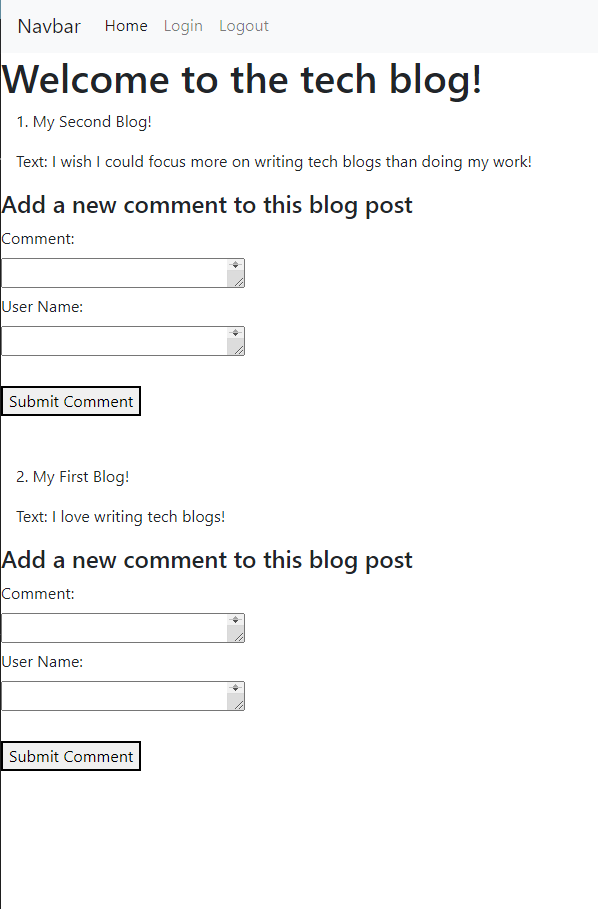 Navbar Home Login Logout
Welcome to the tech blog!
1. My Second Blog!
Text: I wish I could focus more on writing tech blogs than doing my work!
Add a new comment to this blog post
Comment:
User Name:
Submit Comment
2. My First Blog!
Text: I love writing tech blogs!
Add a new comment to this blog post
Comment:
User Name:
Submit Comment